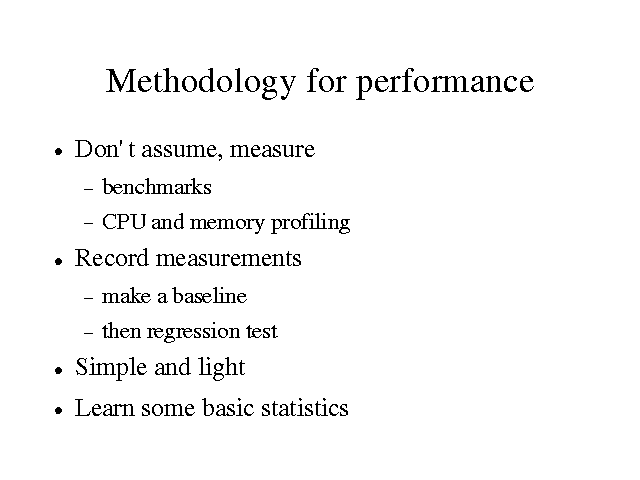 Methodology for performance
• Don't assume, measure
– benchmarks
– CPU and memory profiling
• Record measurements
– make a baseline
– then regression test
• Simple and light
• Learn some basic statistics